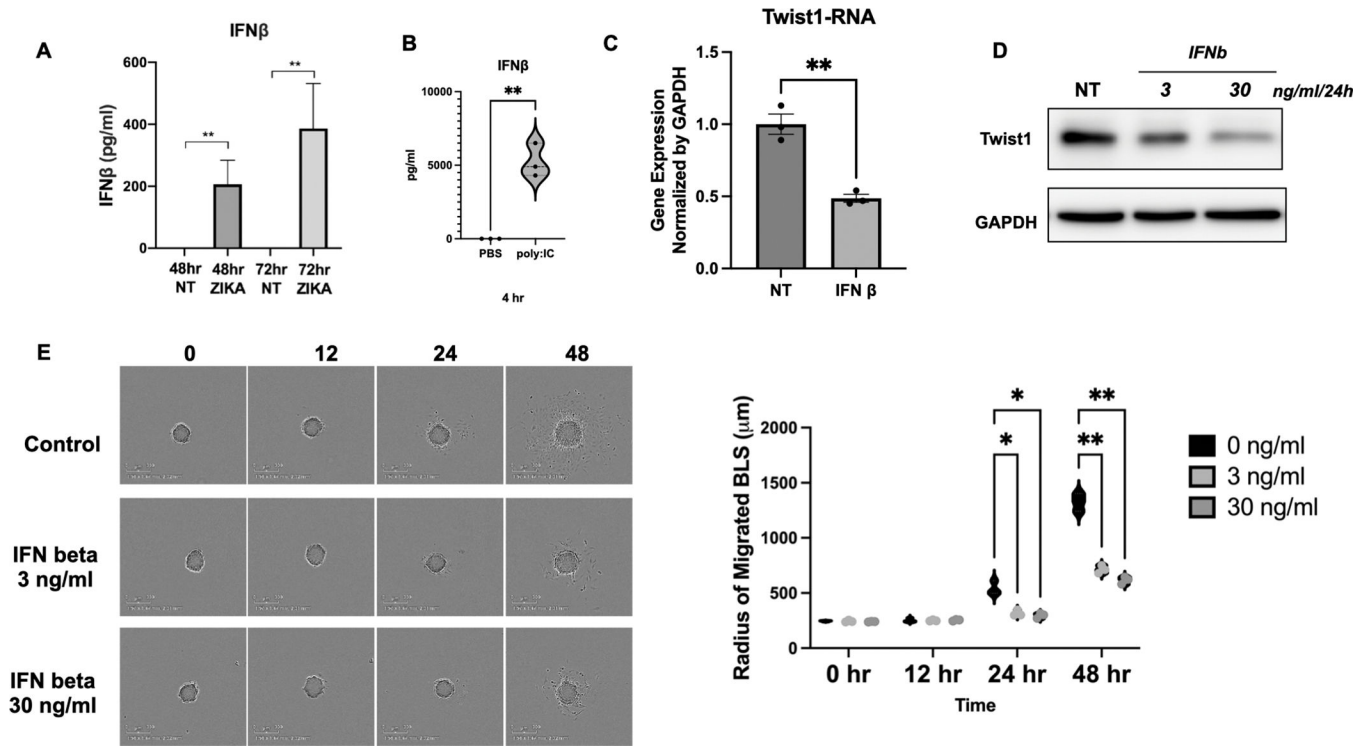 A
IFNβ
IFNβ (pg/ml)
600
400
200
0
48hr
NT
48hr
ZIKA
72hr
NT
72hr
ZIKA
**
**
B
IFNβ
pg/ml
10000
5000
0
**
PBS
poly:IC
4 hr
C
Twist1-RNA
Gene Expression
Normalized by GAPDH
1.5
1.0
0.5
0.0
**
NT
IFN β
D
IFNb
NT
3
30
ng/ml/24h
Twist1
GAPDH
E
0
12
24
48
Control
IFN beta
3 ng/ml
IFN beta
30 ng/ml
Radius of Migrated BLS (μm)
2000
1500
1000
500
0
*
*
**
**
0 hr
12 hr
24 hr
48 hr
Time
0 ng/ml
3 ng/ml
30 ng/ml